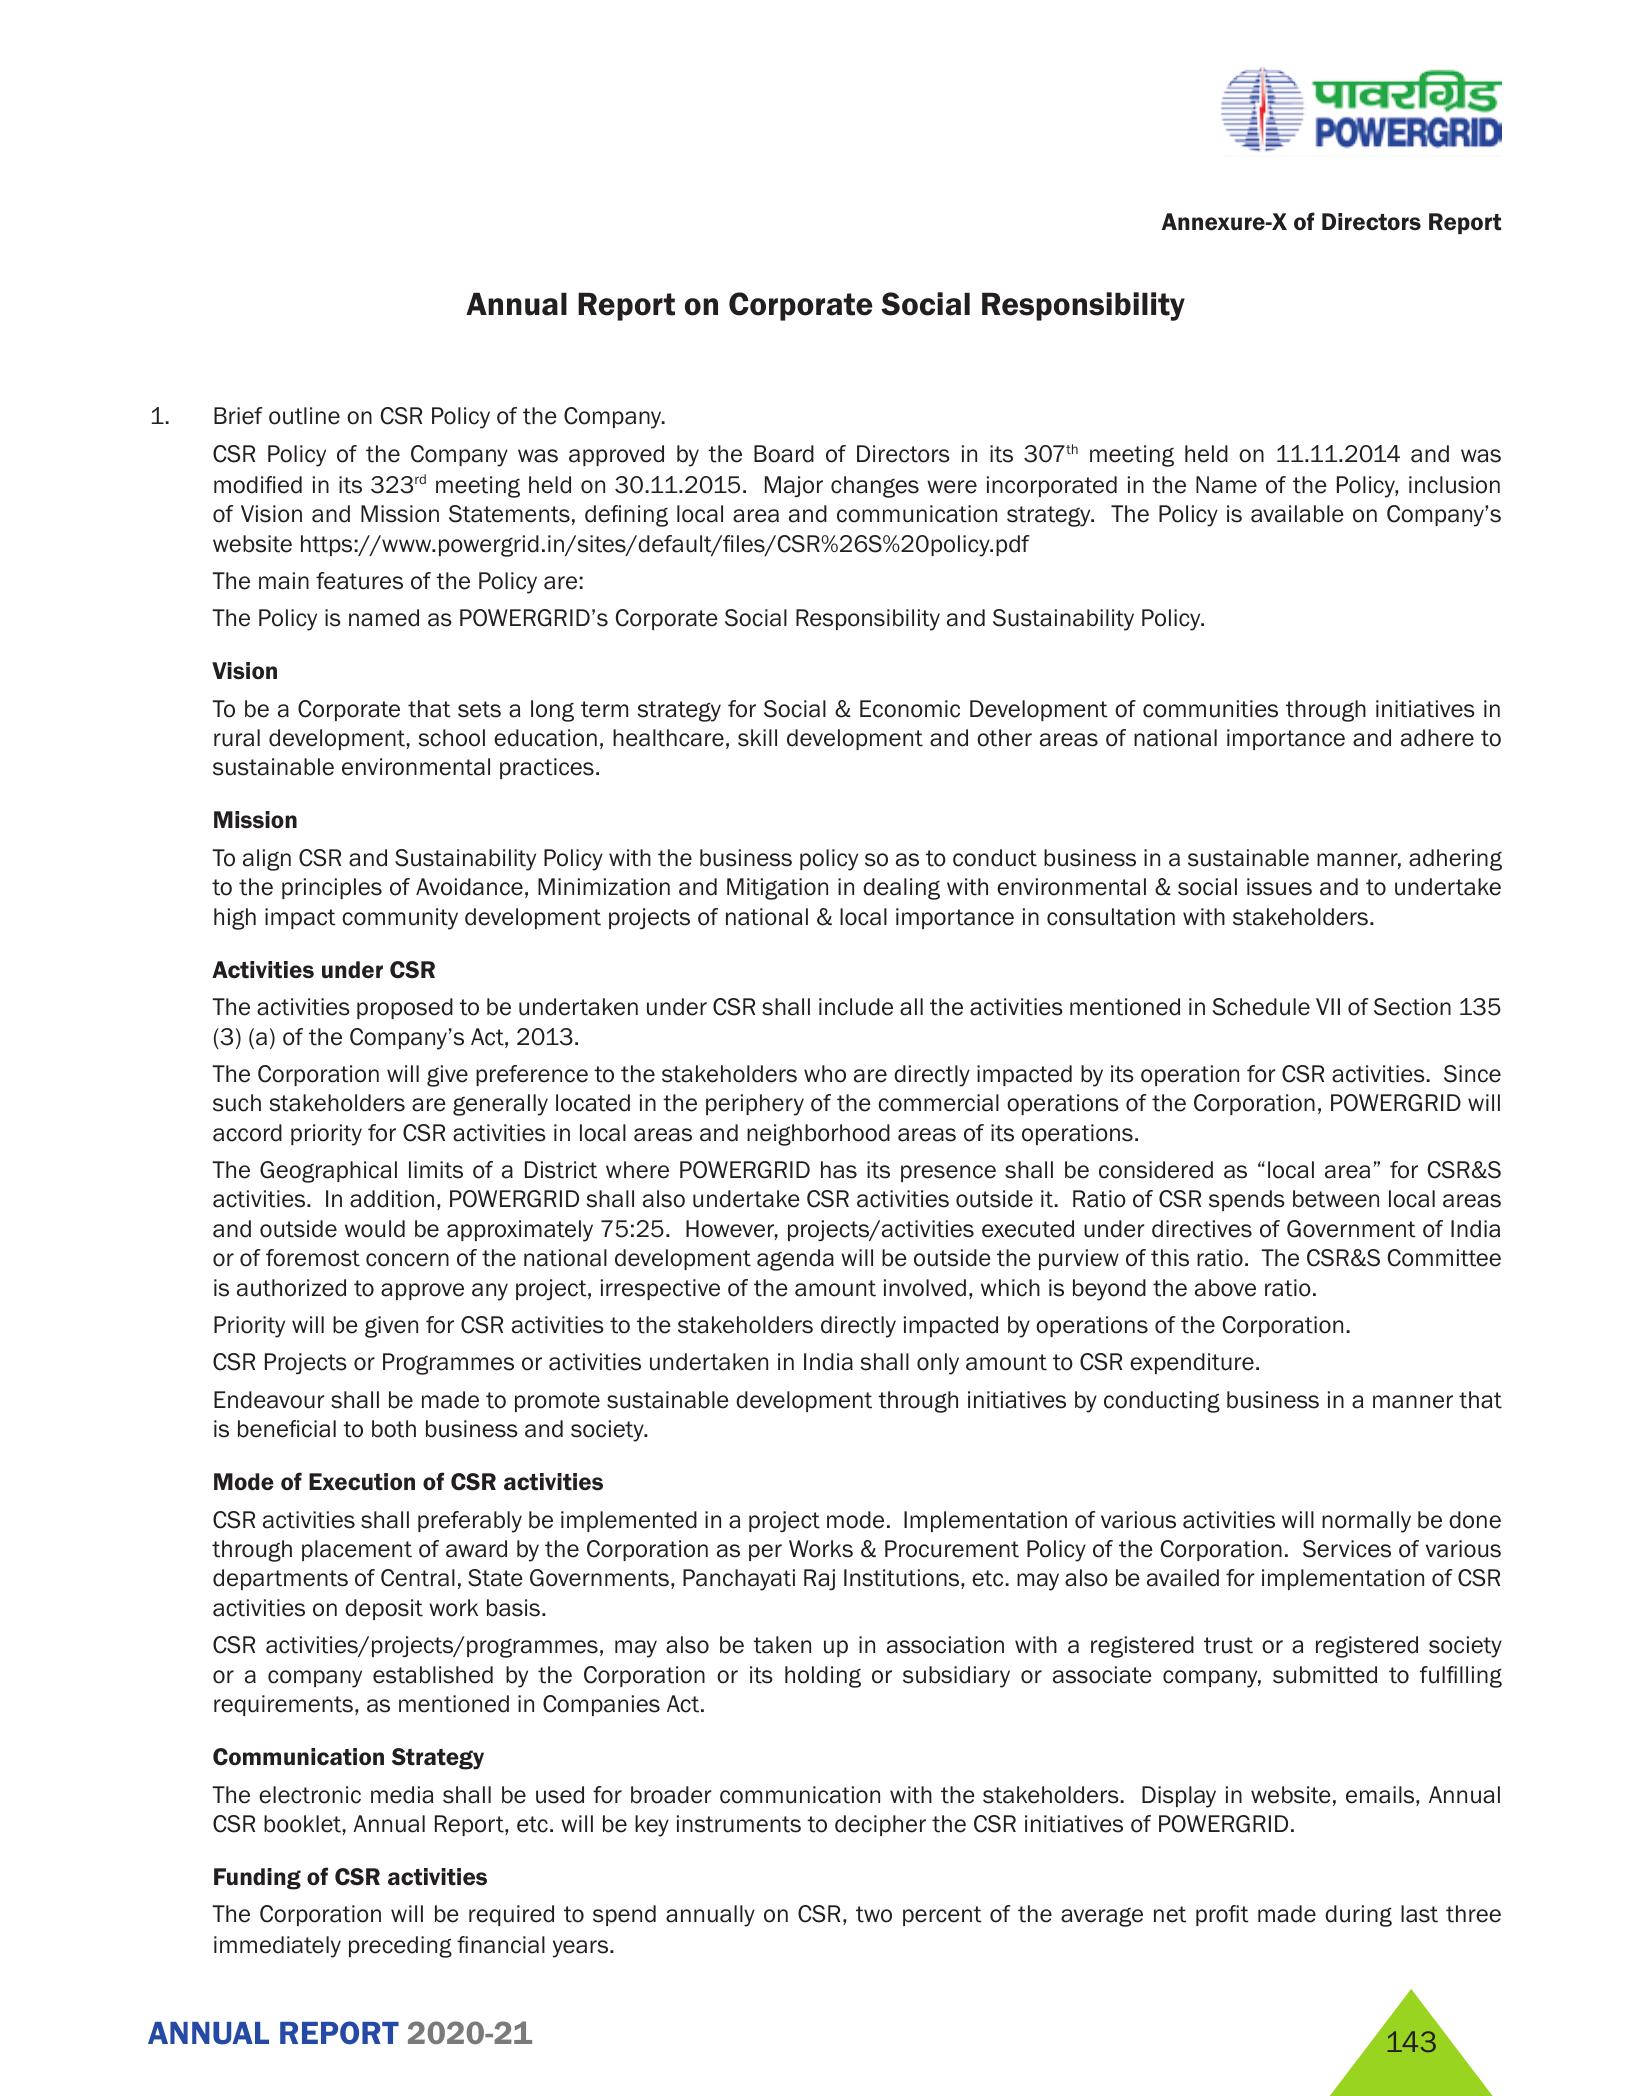 पावरग्रिड
POWERGRID
Annexure-X of Directors Report
Annual Report on Corporate Social Responsibility
1. Brief outline on CSR Policy of the Company.
CSR Policy of the Company was approved by the Board of Directors in its 307th meeting held on 11.11.2014 and was
modified in its 323rd meeting held on 30.11.2015. Major changes were incorporated in the Name of the Policy, inclusion
of Vision and Mission Statements, defining local area and communication strategy. The Policy is available on Company’s
website https://www.powergrid.in/sites/default/files/CSR%26S%20policy.pdf
The main features of the Policy are:
The Policy is named as POWERGRID’s Corporate Social Responsibility and Sustainability Policy.
Vision
To be a Corporate that sets a long term strategy for Social & Economic Development of communities through initiatives in
rural development, school education, healthcare, skill development and other areas of national importance and adhere to
sustainable environmental practices.
Mission
To align CSR and Sustainability Policy with the business policy so as to conduct business in a sustainable manner, adhering
to the principles of Avoidance, Minimization and Mitigation in dealing with environmental & social issues and to undertake
high impact community development projects of national & local importance in consultation with stakeholders.
Activities under CSR
The activities proposed to be undertaken under CSR shall include all the activities mentioned in Schedule VII of Section 135
(3) (a) of the Company’s Act, 2013.
The Corporation will give preference to the stakeholders who are directly impacted by its operation for CSR activities. Since
such stakeholders are generally located in the periphery of the commercial operations of the Corporation, POWERGRID will
accord priority for CSR activities in local areas and neighborhood areas of its operations.
The Geographical limits of a District where POWERGRID has its presence shall be considered as “local area” for CSR&S
activities. In addition, POWERGRID shall also undertake CSR activities outside it. Ratio of CSR spends between local areas
and outside would be approximately 75:25. However, projects/activities executed under directives of Government of India
or of foremost concern of the national development agenda will be outside the purview of this ratio. The CSR&S Committee
is authorized to approve any project, irrespective of the amount involved, which is beyond the above ratio.
Priority will be given for CSR activities to the stakeholders directly impacted by operations of the Corporation.
CSR Projects or Programmes or activities undertaken in India shall only amount to CSR expenditure.
Endeavour shall be made to promote sustainable development through initiatives by conducting business in a manner that
is beneficial to both business and society.
Mode of Execution of CSR activities
CSR activities shall preferably be implemented in a project mode. Implementation of various activities will normally be done
through placement of award by the Corporation as per Works & Procurement Policy of the Corporation. Services of various
departments of Central, State Governments, Panchayati Raj Institutions, etc. may also be availed for implementation of CSR
activities on deposit work basis.
CSR activities/projects/programmes, may also be taken up in association with a registered trust or a registered society
or a company established by the Corporation or its holding or subsidiary or associate company, submitted to fulfilling
requirements, as mentioned in Companies Act.
Communication Strategy
The electronic media shall be used for broader communication with the stakeholders. Display in website, emails, Annual
CSR booklet, Annual Report, etc. will be key instruments to decipher the CSR initiatives of POWERGRID.
Funding of CSR activities
The Corporation will be required to spend annually on CSR, two percent of the average net profit made during last three
immediately preceding financial years.
ANNUAL REPORT 2020-21
143